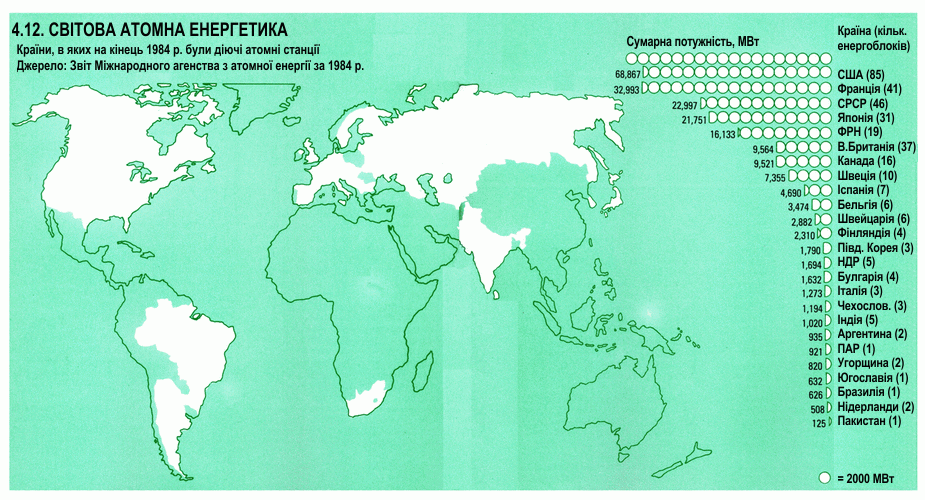 4.12. СВІТОВА АТОМНА ЕНЕРГЕТИКА
Країни, в яких на кінець 1984 р. були діючі атомні станції
Джерело: Звіт Міжнародного агенства з атомної енергії за 1984 р.
Сумарна потужність, МВт
Країна (кільк.
енергоблоків)
68,867 США (85)
32,993 Франція (41)
22,997 СРСР (46)
21,751 Японія (31)
16,133 ФРН (19)
9,564 В.Британія (37)
9,521 Канада (16)
7,355 Швеція (10)
4,690 Іспанія (7)
3,474 Бельгія (6)
2,882 Швейцарія (6)
2,310 Фінляндія (4)
1,790 Півд. Корея (3)
1,694 НДР (5)
1,632 Булгарія (4)
1,273 Італія (3)
1,194 Чехослов. (3)
1,020 Індія (5)
935 Аргентина (2)
921 ПАР (1)
820 Угорщина (2)
632 Югославія (1)
626 Бразилія (1)
508 Нідерланди (2)
125 Пакистан (1)
= 2000 МВт